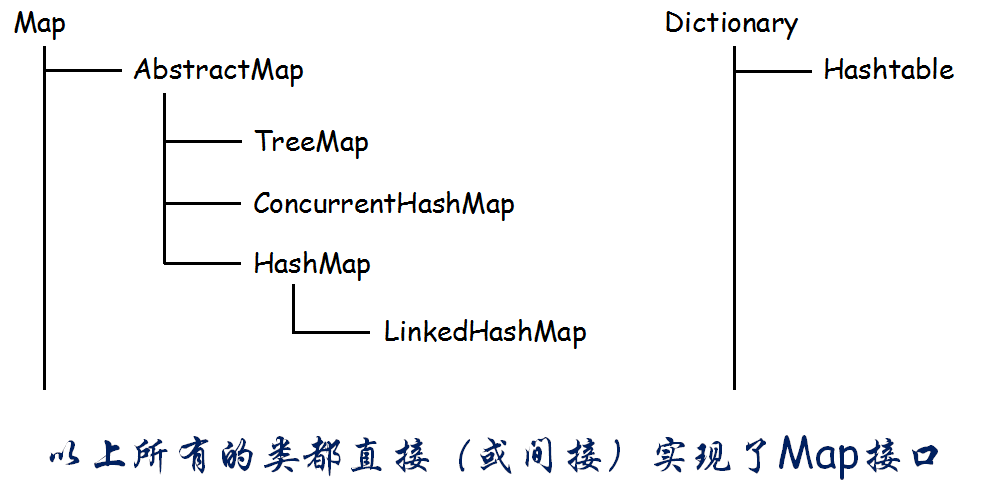 Map
Dictionary
AbstractMap
Hashtable
TreeMap
ConcurrentHashMap
HashMap
LinkedHashMap
以上所有的类都直接（或间接）实现了Map接口